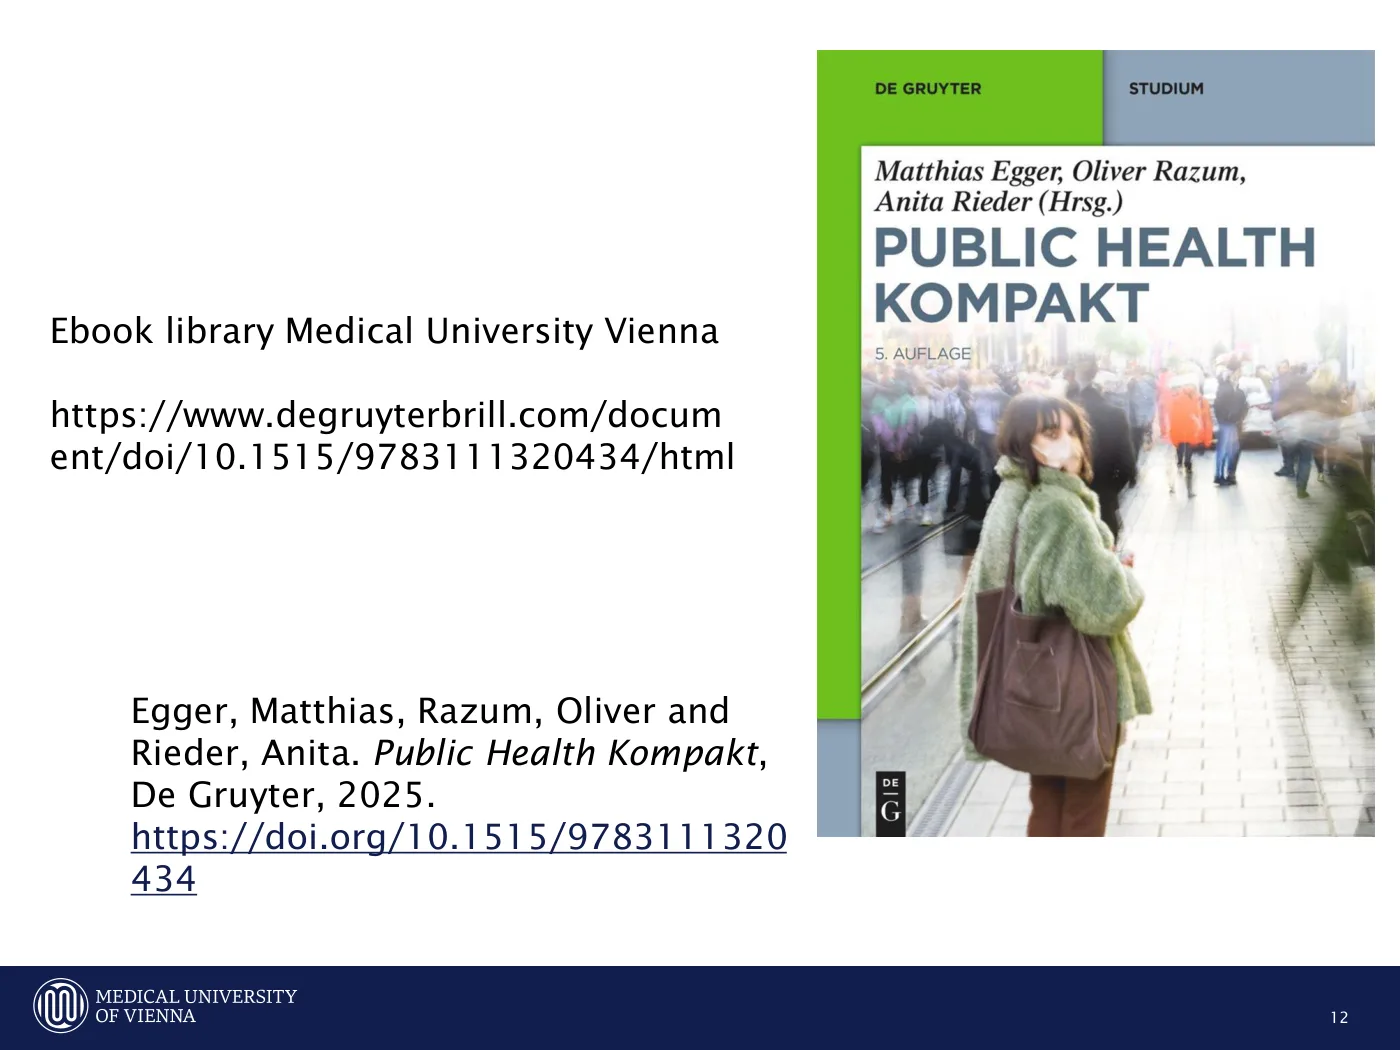 Ebook library Medical University Vienna
https://www.degruyterbrill.com/docum
ent/doi/10.1515/9783111320434/html
Egger, Matthias, Razum, Oliver and
Rieder, Anita. Public Health Kompakt,
De Gruyter, 2025.
https://doi.org/10.1515/9783111320
434
DE GRUYTER
STUDIUM
Matthias Egger, Oliver Razum,
Anita Rieder (Hrsg.)
PUBLIC HEALTH
KOMPAKT
5. AUFLAGE
DE
G
MEDICAL UNIVERSITY
OF VIENNA
12